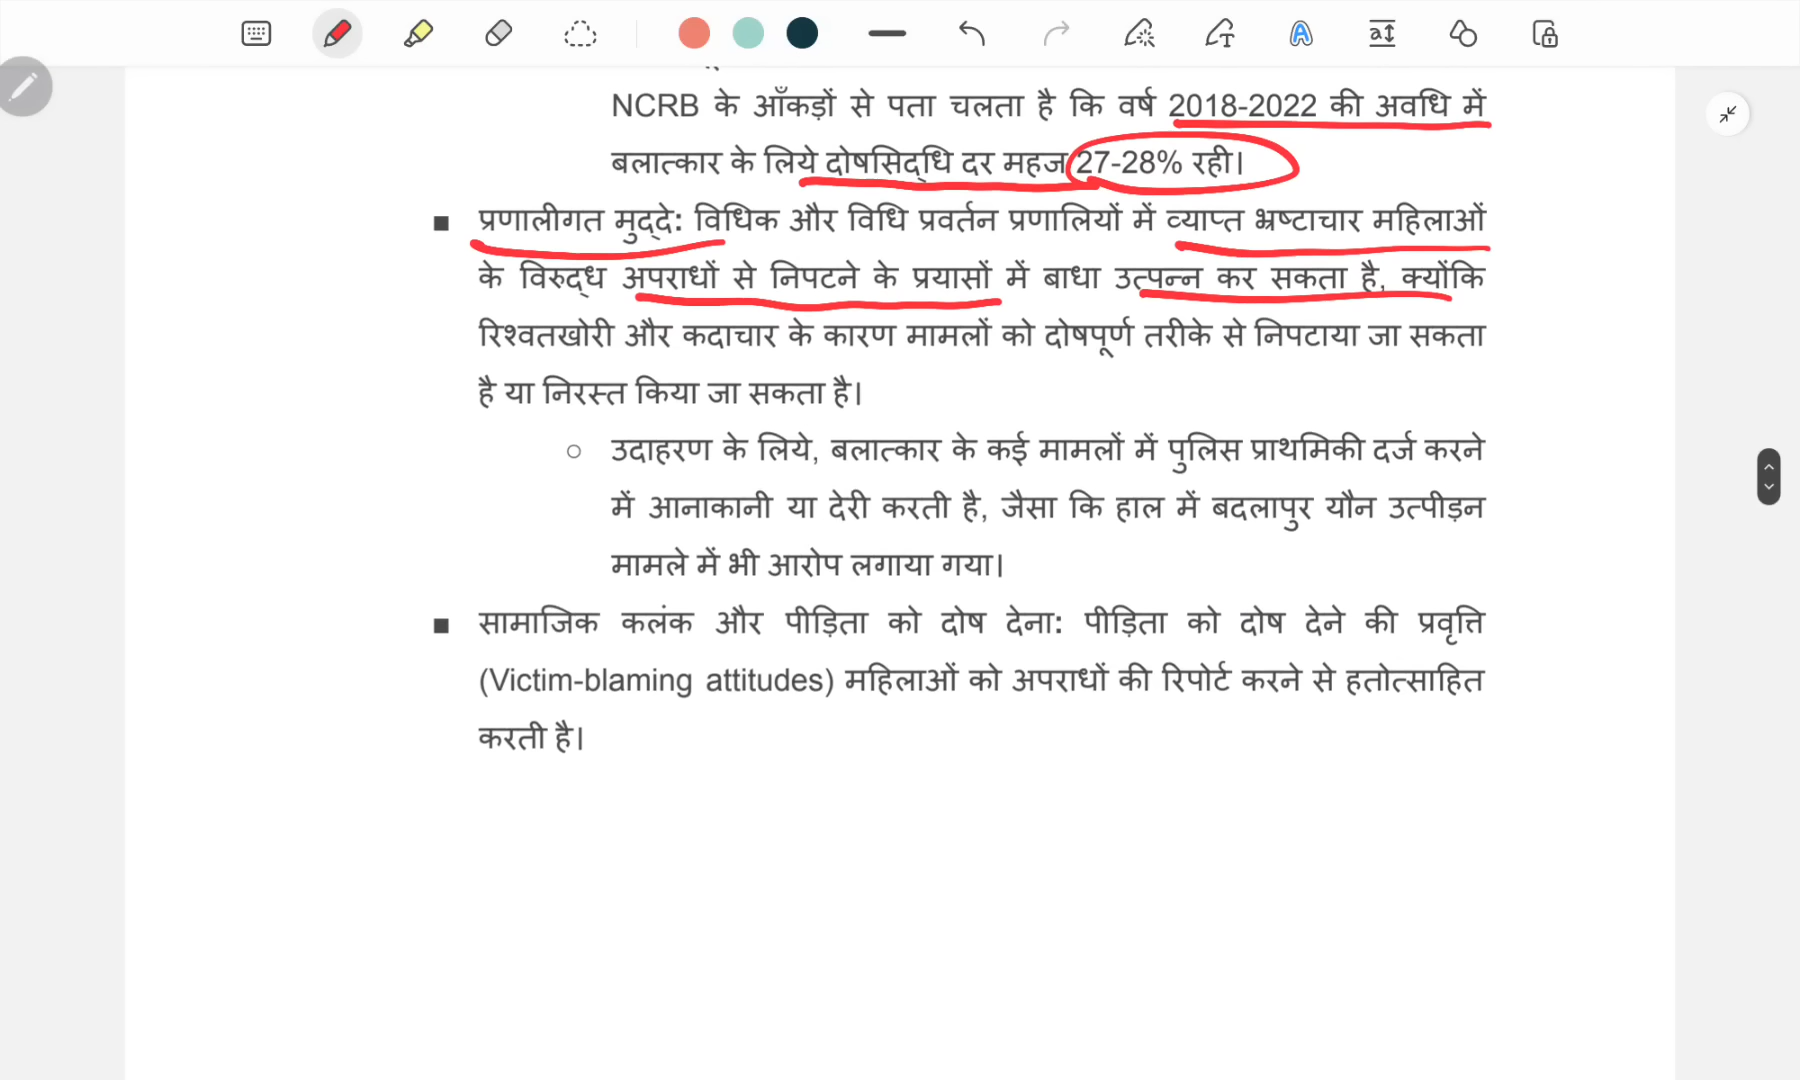 NCRB के आँकड़ों से पता चलता है कि वर्ष 2018-2022 की अवधि में
बलात्कार के लिये दोषसिद्धि दर महज 27-28% रही।
■ प्रणालीगत मुद्दे: विधिक और विधि प्रवर्तन प्रणालियों में व्याप्त भ्रष्टाचार महिलाओं
के विरुद्ध अपराधों से निपटने के प्रयासों में बाधा उत्पन्न कर सकता है, क्योंकि
रिश्वतखोरी और कदाचार के कारण मामलों को दोषपूर्ण तरीके से निपटाया जा सकता
है या निरस्त किया जा सकता है।
○ उदाहरण के लिये, बलात्कार के कई मामलों में पुलिस प्राथमिकी दर्ज करने
में आनाकानी या देरी करती है, जैसा कि हाल में बदलापुर यौन उत्पीड़न
मामले में भी आरोप लगाया गया।
■ सामाजिक कलंक और पीड़िता को दोष देना: पीड़िता को दोष देने की प्रवृत्ति
(Victim-blaming attitudes) महिलाओं को अपराधों की रिपोर्ट करने से हतोत्साहित
करती है।